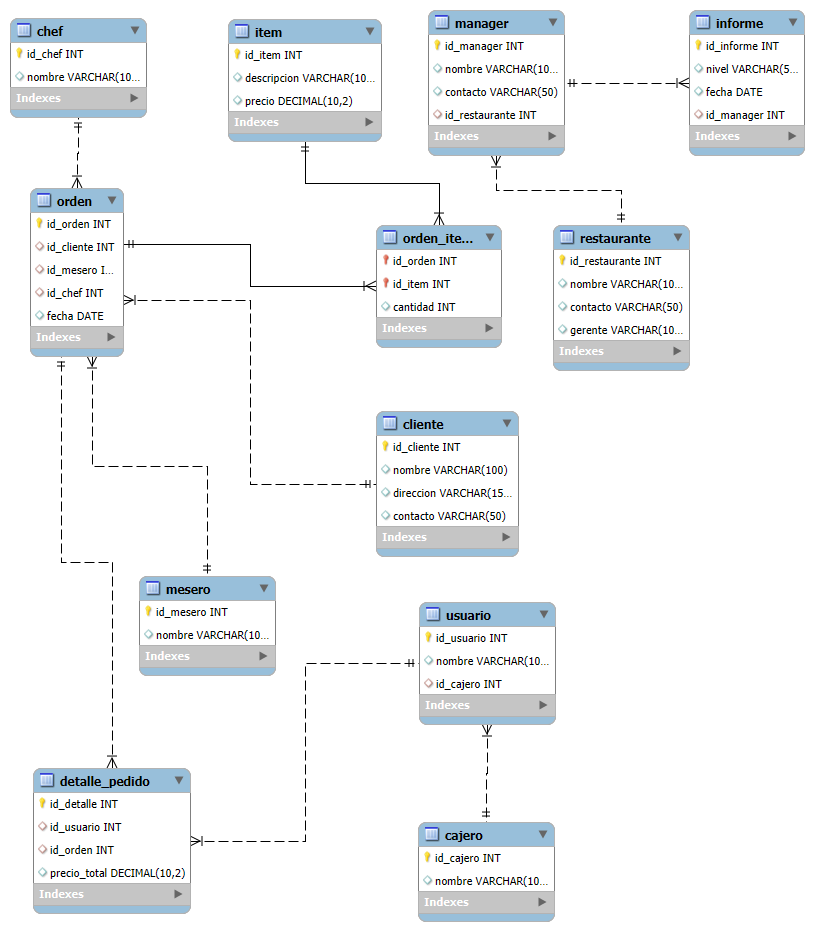 chef
id_chef INT
nombre VARCHAR(10...
Indexes
item
id_item INT
descripcion VARCHAR(10...
precio DECIMAL(10,2)
Indexes
manager
id_manager INT
nombre VARCHAR(10...
contacto VARCHAR(50)
id_restaurante INT
Indexes
informe
id_informe INT
nivel VARCHAR(5...
fecha DATE
id_manager INT
Indexes
orden
id_orden INT
id_cliente INT
id_mesero I...
id_chef INT
fecha DATE
Indexes
orden_ite...
id_orden INT
id_item INT
cantidad INT
Indexes
restaurante
id_restaurante INT
nombre VARCHAR(10...
contacto VARCHAR(50)
gerente VARCHAR(10...
Indexes
cliente
id_cliente INT
nombre VARCHAR(100)
direccion VARCHAR(15...
contacto VARCHAR(50)
Indexes
mesero
id_mesero INT
nombre VARCHAR(10...
Indexes
usuario
id_usuario INT
nombre VARCHAR(10...
id_cajero INT
Indexes
detalle_pedido
id_detalle INT
id_usuario INT
id_orden INT
precio_total DECIMAL(10,2)
Indexes
cajero
id_cajero INT
nombre VARCHAR(10...
Indexes